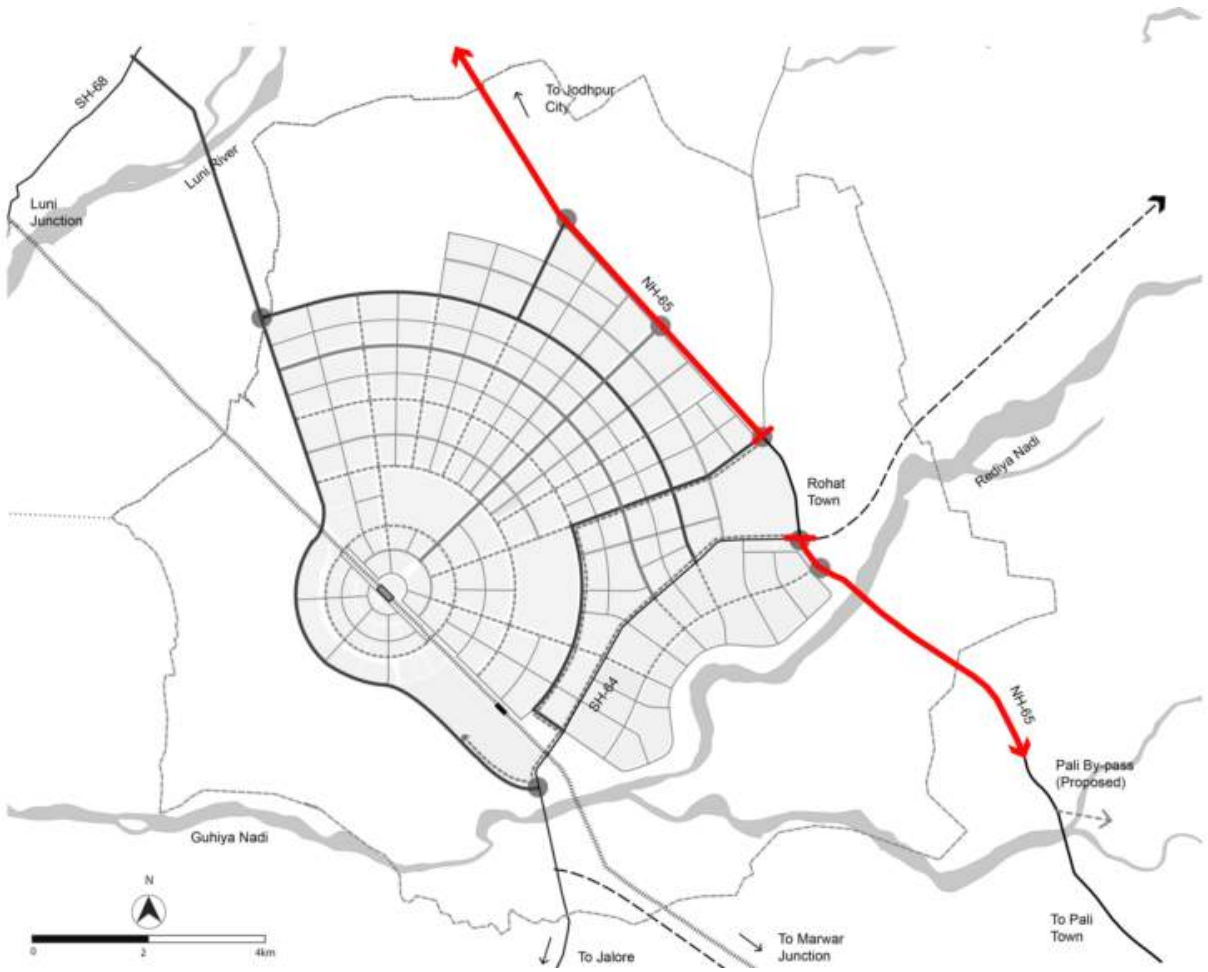 SH-68
To Jodhpur
City
Luni River
Luni
Junction
NH-65
Rediya Nadi
Rohat
Town
SH-64
NH-65
Pali By-pass
(Proposed)
Guhiya Nadi
N
0 2 4km
To Pali
Town
To Marwar
Junction
To Jalore